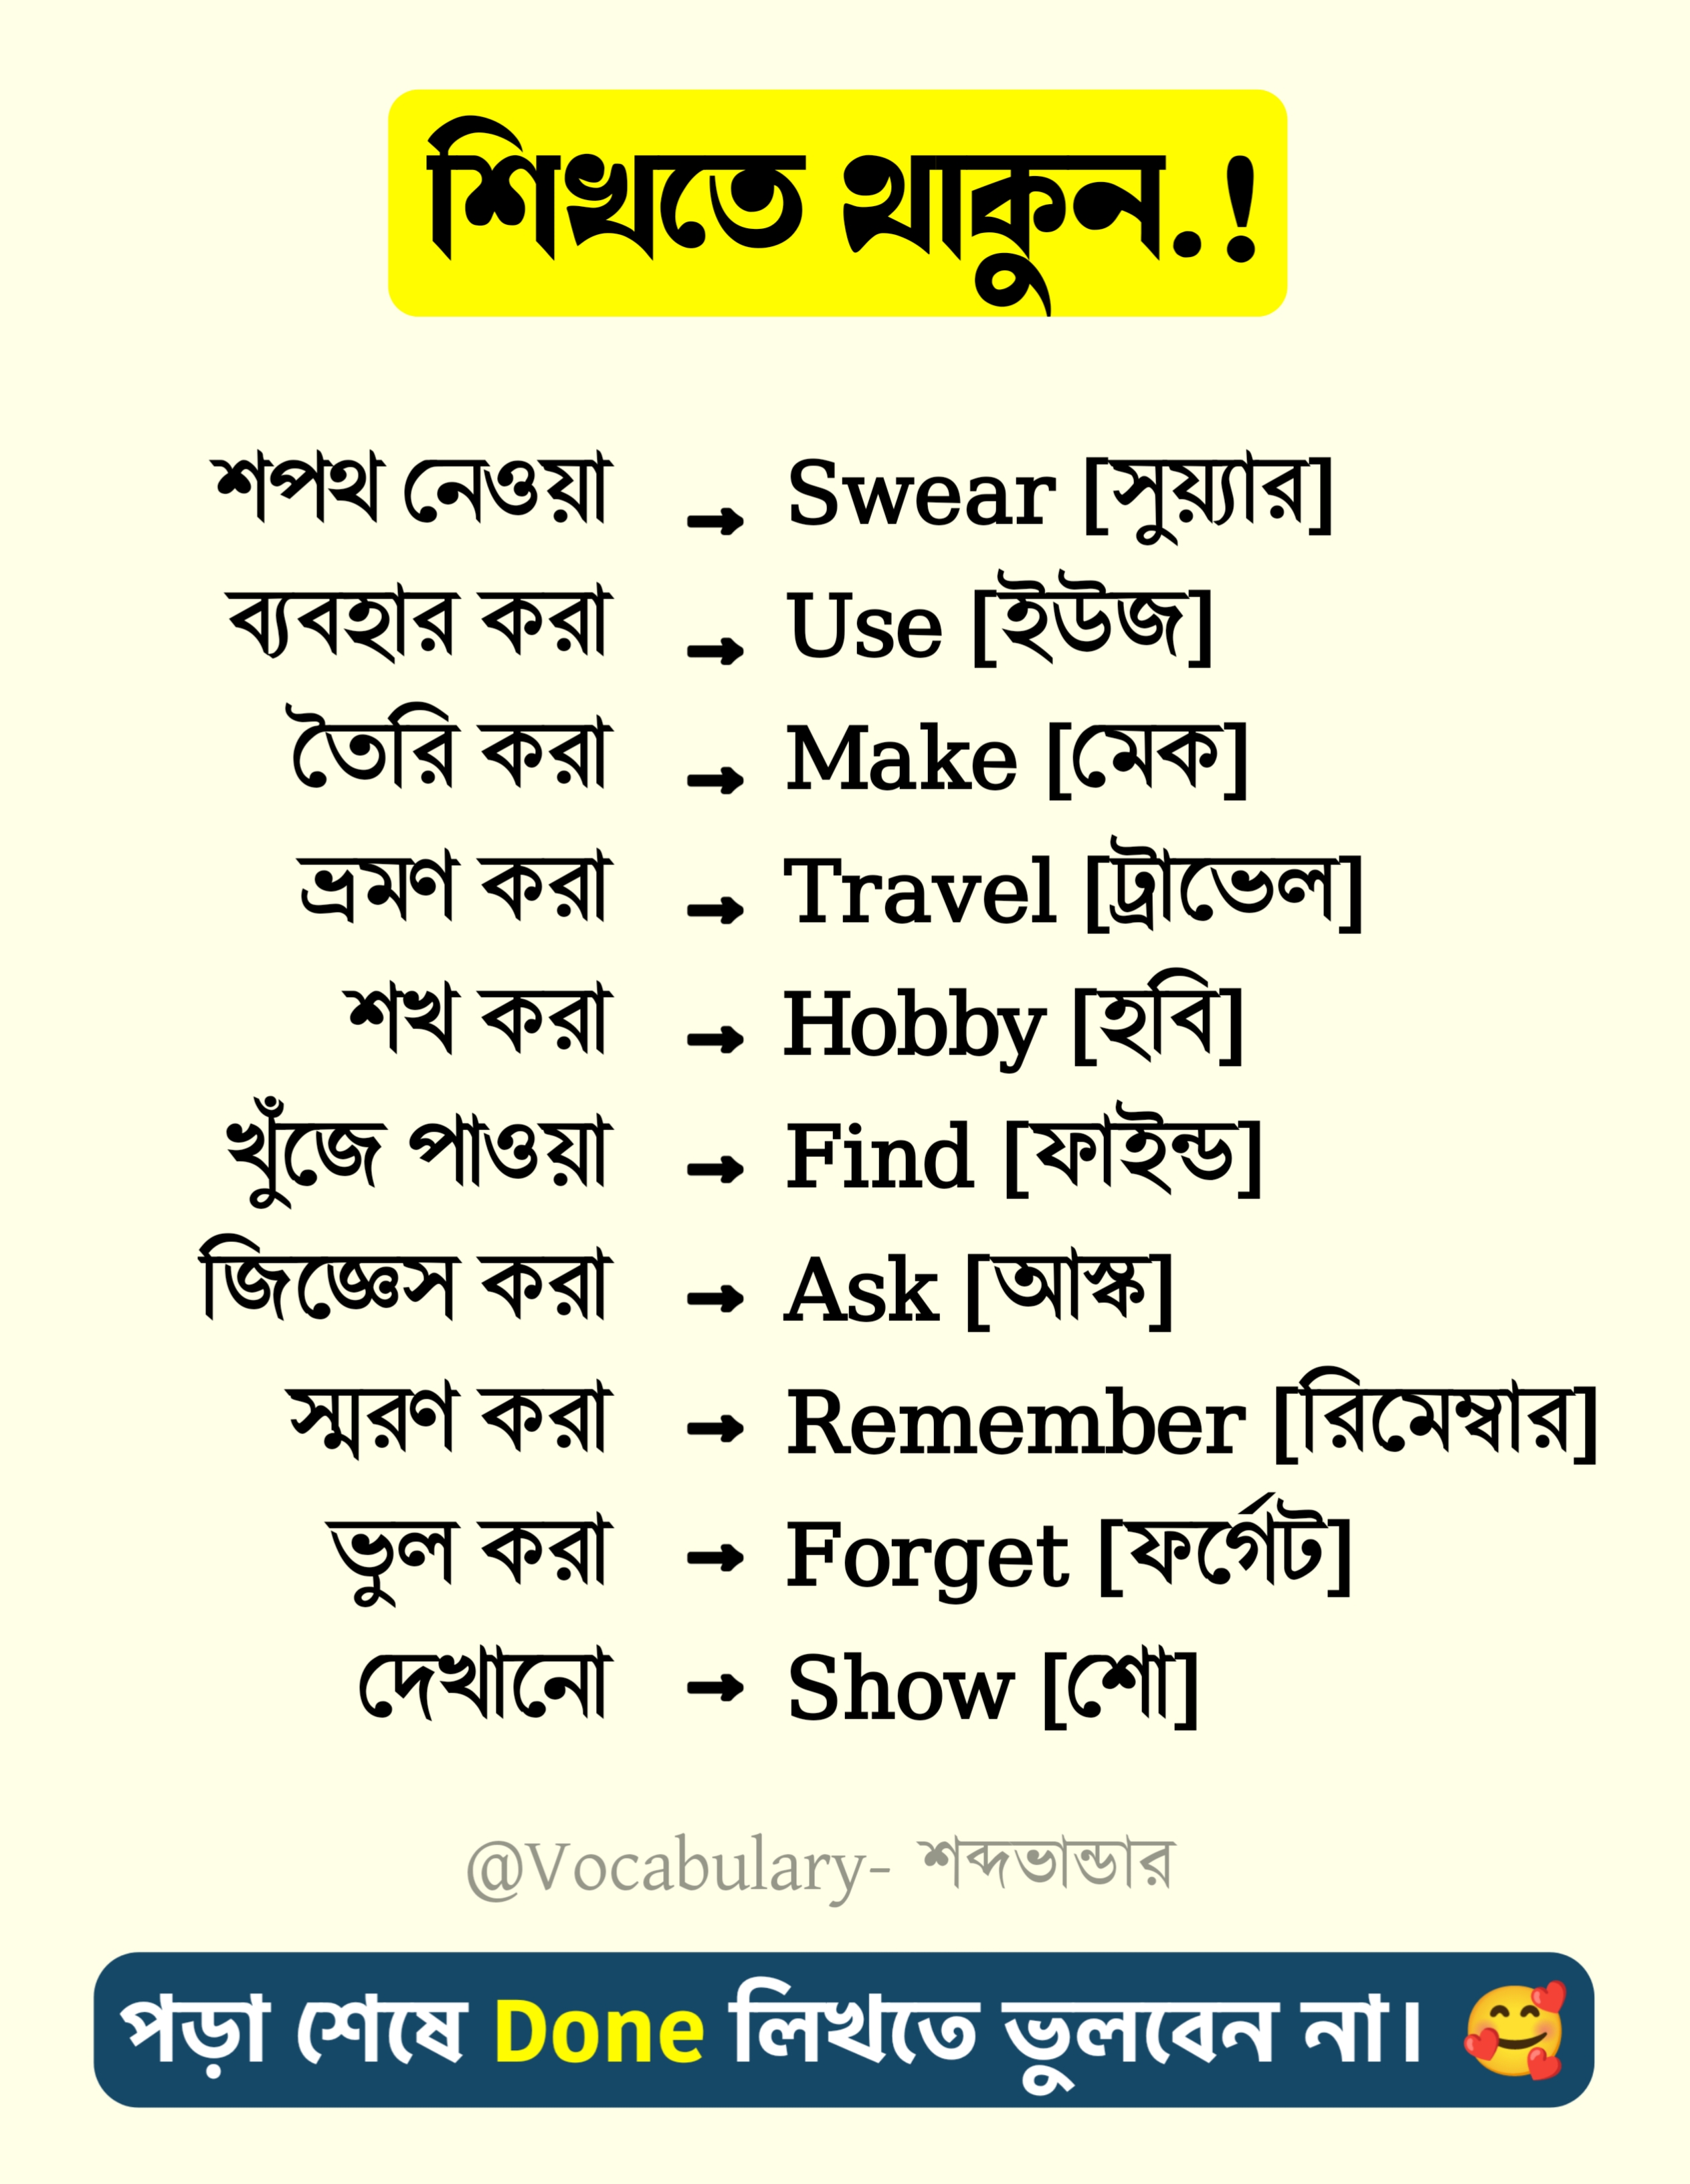 শিখতে থাকুন.!
শপথ নেওয়া → Swear [সুয়্যার]
ব্যবহার করা → Use [ইউজ]
তৈরি করা → Make [মেক]
ভ্রমণ করা → Travel [ট্রাভেল]
শখ করা → Hobby [হবি]
খুঁজে পাওয়া → Find [ফাইন্ড]
জিজ্ঞেস করা → Ask [আস্ক]
স্মরণ করা → Remember [রিমেম্বার]
ভুল করা → Forget [ফর্গেট]
দেখানো → Show [শো]
@Vocabulary- শব্দভান্ডার
পড়া শেষে Done লিখতে ভুলবেন না। 🥰